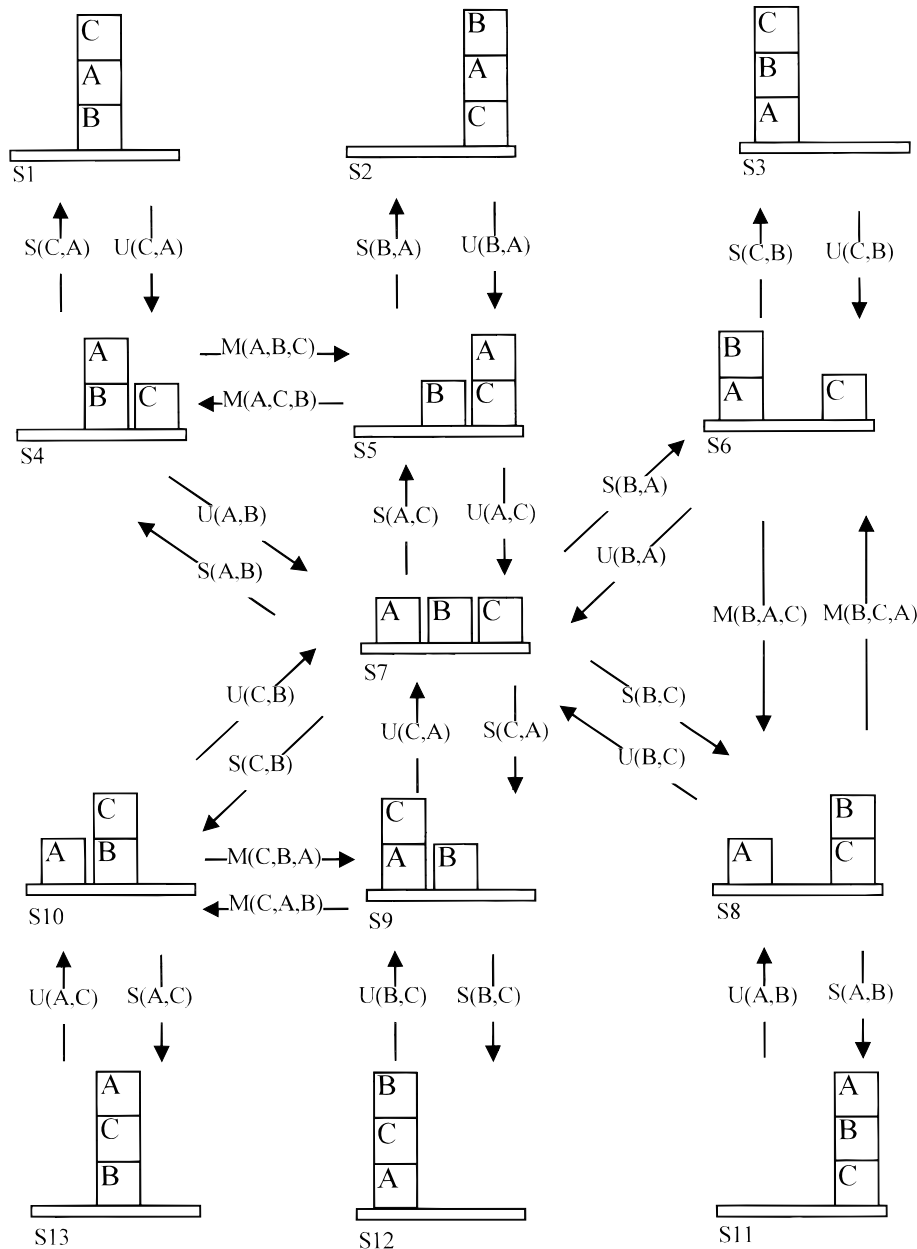 C B C
A A B
B C A
S1 S2 S3
S(C,A) U(C,A) S(B,A) U(B,A) S(C,B) U(C,B)
A M(A,B,C) A B
B C M(A,C,B) B C A C
S4 S5 S6
U(A,B) S(A,C) U(A,C) S(B,A)
S(A,B) U(B,A)
A B C M(B,A,C) M(B,C,A)
S7
U(C,B) U(C,A) S(C,A) S(B,C)
S(C,B) U(B,C)
C C B
A B M(C,B,A) A B A C
S10 M(C,A,B) S9 S8
U(A,C) S(A,C) U(B,C) S(B,C) U(A,B) S(A,B)
A B A
C C B
B A C
S13 S12 S11